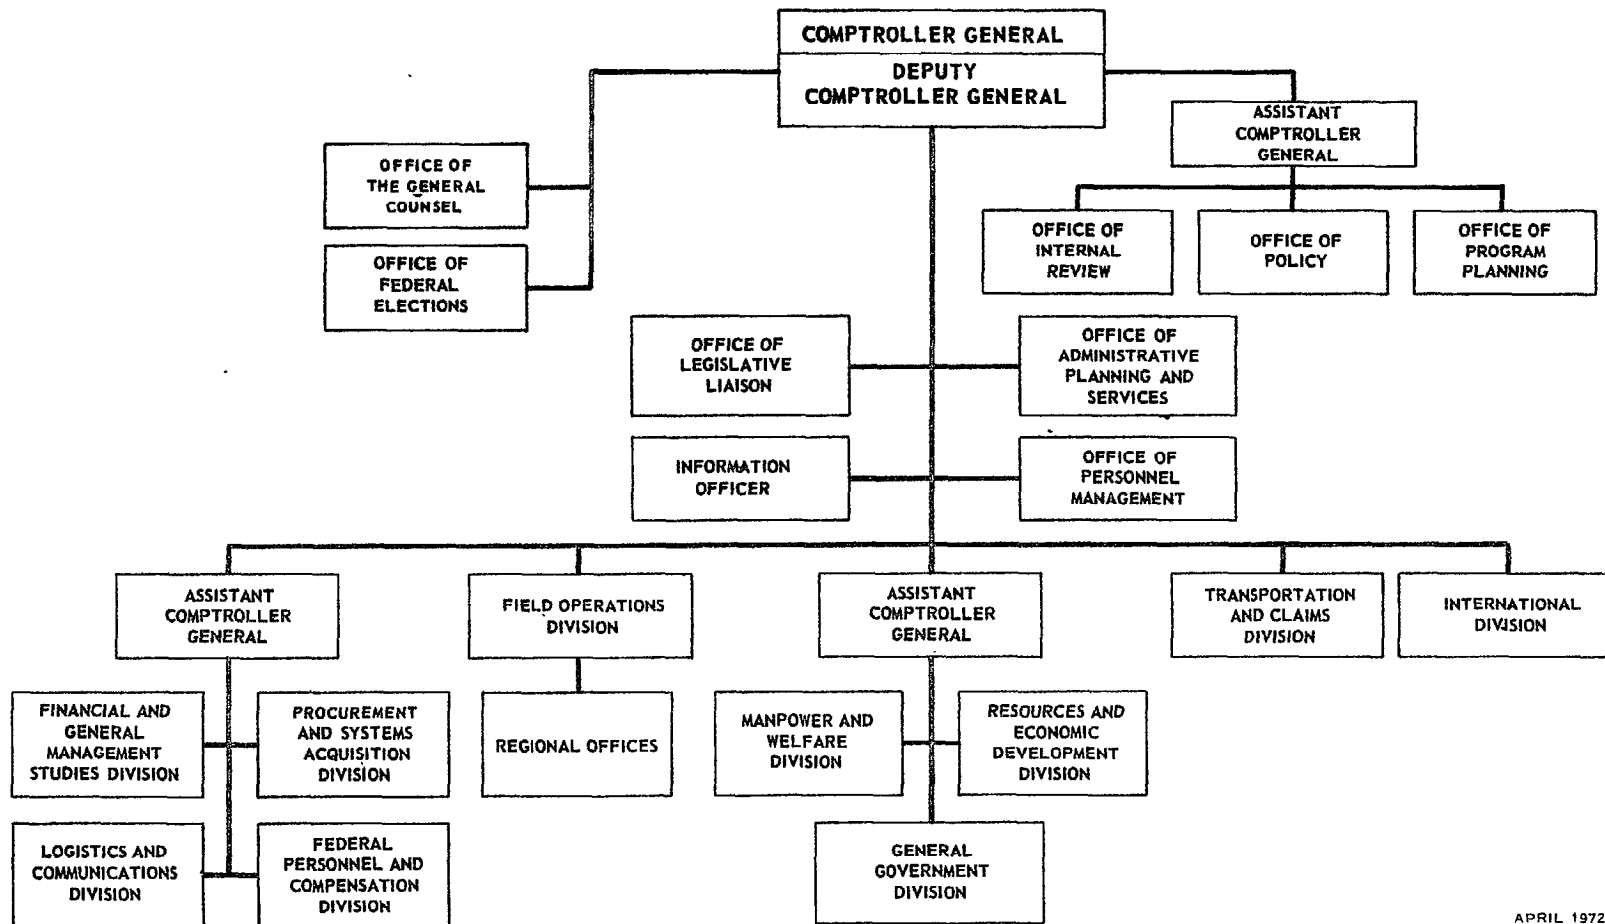 COMPTROLLER GENERAL
DEPUTY
COMPTROLLER GENERAL
ASSISTANT
COMPTROLLER
GENERAL
OFFICE OF
THE GENERAL
COUNSEL
OFFICE OF
FEDERAL
ELECTIONS
OFFICE OF
INTERNAL
REVIEW
OFFICE OF
POLICY
OFFICE OF
PROGRAM
PLANNING
OFFICE OF
LEGISLATIVE
LIAISON
OFFICE OF
ADMINISTRATIVE
PLANNING AND
SERVICES
INFORMATION
OFFICER
OFFICE OF
PERSONNEL
MANAGEMENT
ASSISTANT
COMPTROLLER
GENERAL
FIELD OPERATIONS
DIVISION
ASSISTANT
COMPTROLLER
GENERAL
TRANSPORTATION
AND CLAIMS
DIVISION
INTERNATIONAL
DIVISION
FINANCIAL AND
GENERAL
MANAGEMENT
STUDIES DIVISION
PROCUREMENT
AND SYSTEMS
ACQUISITION
DIVISION
REGIONAL OFFICES
MANPOWER AND
WELFARE
DIVISION
RESOURCES AND
ECONOMIC
DEVELOPMENT
DIVISION
LOGISTICS AND
COMMUNICATIONS
DIVISION
FEDERAL
PERSONNEL AND
COMPENSATION
DIVISION
GENERAL
GOVERNMENT
DIVISION
APRIL 1972